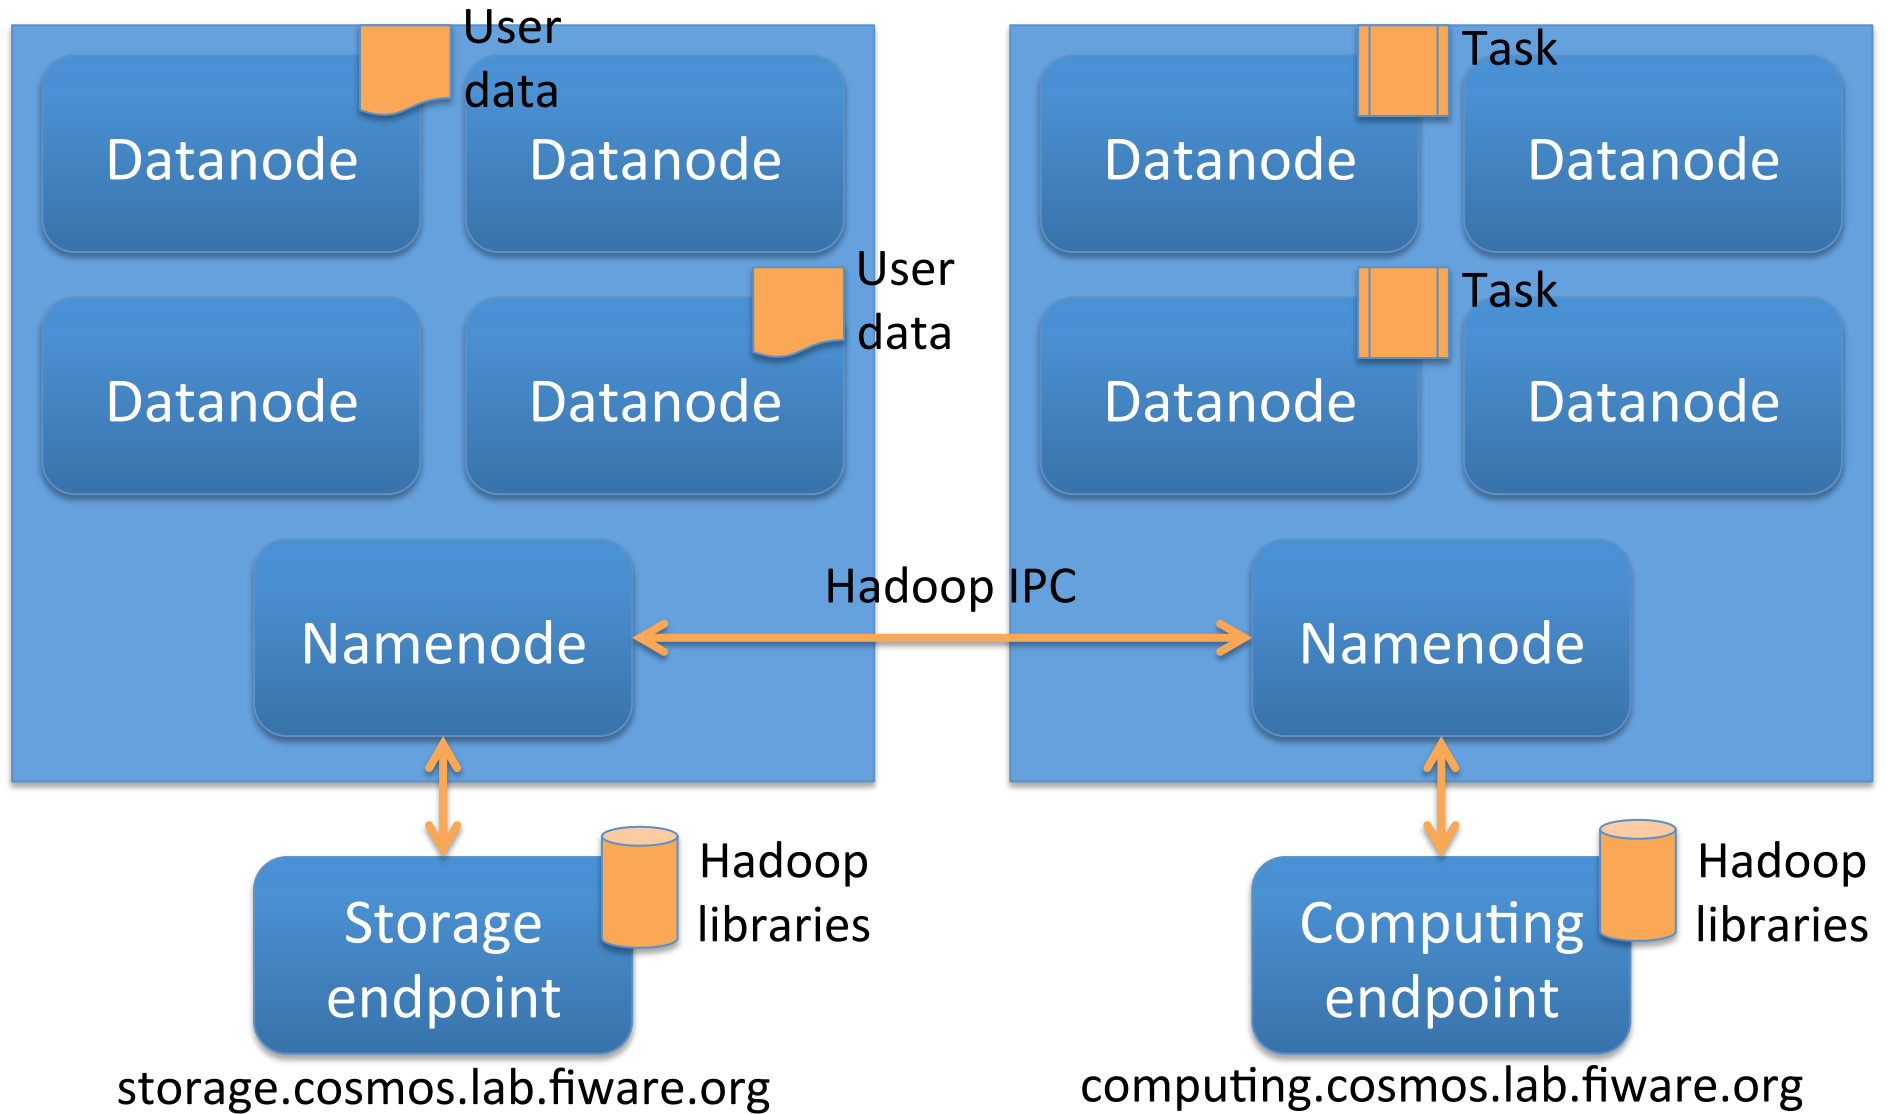 User
data
Datanode
Datanode
User
data
Datanode
Datanode
Namenode
Hadoop IPC
Storage
endpoint
Hadoop
libraries
storage.cosmos.lab.fiware.org
Task
Datanode
Datanode
Task
Datanode
Datanode
Namenode
Computing
endpoint
Hadoop
libraries
computing.cosmos.lab.fiware.org